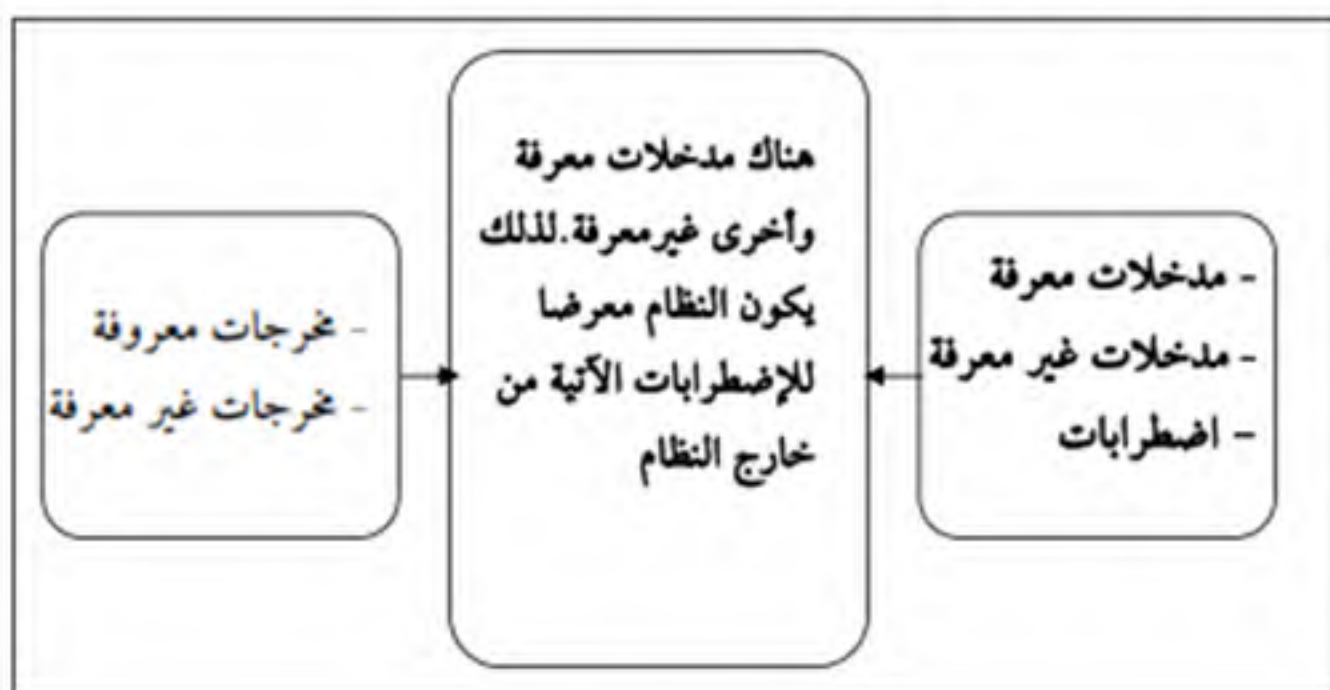 - مدخلات معرفة
- مدخلات غير معرفة
- اضطرابات
هناك مدخلات معرفة
وأخرى غيرمعرفة.لذلك
يكون النظام معرضا
للإضطرابات الآتية من
خارج النظام
- مخرجات معروفة
- مخرجات غير معرفة